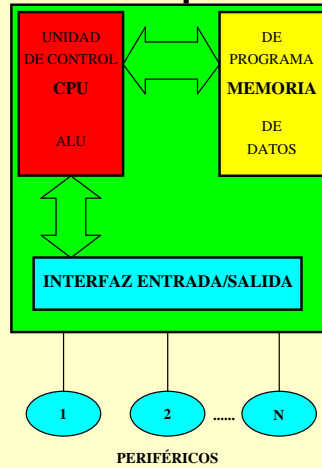 UNIDAD
DE CONTROL
CPU
ALU
DE
PROGRAMA
MEMORIA
DE
DATOS
INTERFAZ ENTRADA/SALIDA
1
2
......
N
PERIFÉRICOS